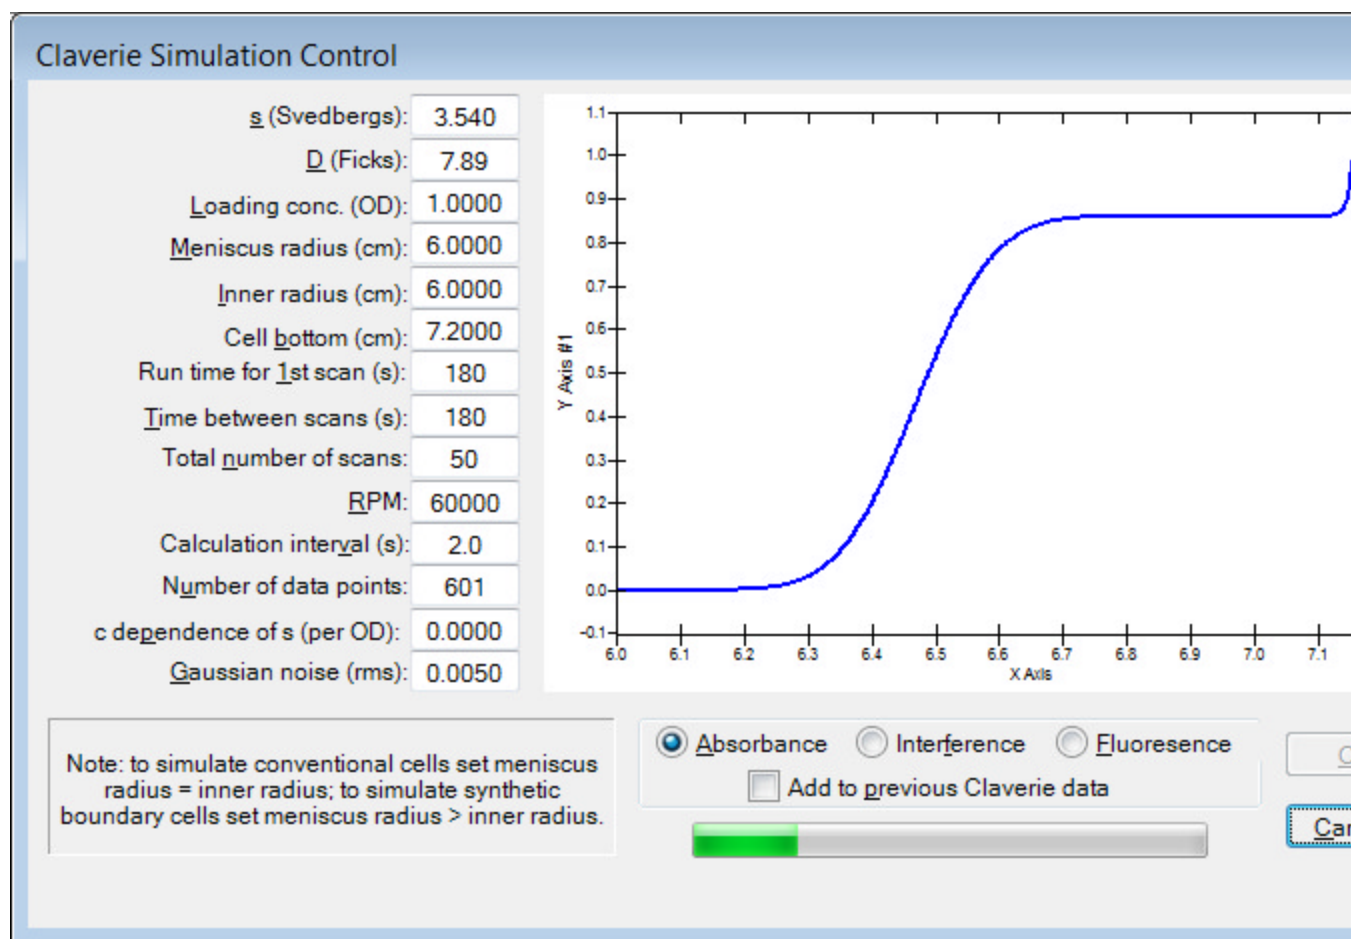 Claverie Simulation Control
s (Svedbergs): 3.540
D (Ficks): 7.89
Loading conc. (OD): 1.0000
Meniscus radius (cm): 6.0000
Inner radius (cm): 6.0000
Cell bottom (cm): 7.2000
Run time for 1st scan (s): 180
Time between scans (s): 180
Total number of scans: 50
RPM: 60000
Calculation interval (s): 2.0
Number of data points: 601
c dependence of s (per OD): 0.0000
Gaussian noise (rms): 0.0050
1.1
1.0
0.9
0.8
0.7
0.6
0.5
0.4
0.3
0.2
0.1
0.0
-0.1
Y Axis #1
6.0 6.1 6.2 6.3 6.4 6.5 6.6 6.7 6.8 6.9 7.0 7.1
X Axis
Note: to simulate conventional cells set meniscus
radius = inner radius; to simulate synthetic
boundary cells set meniscus radius > inner radius.
Absorbance Interference Fluoresence
Add to previous Claverie data